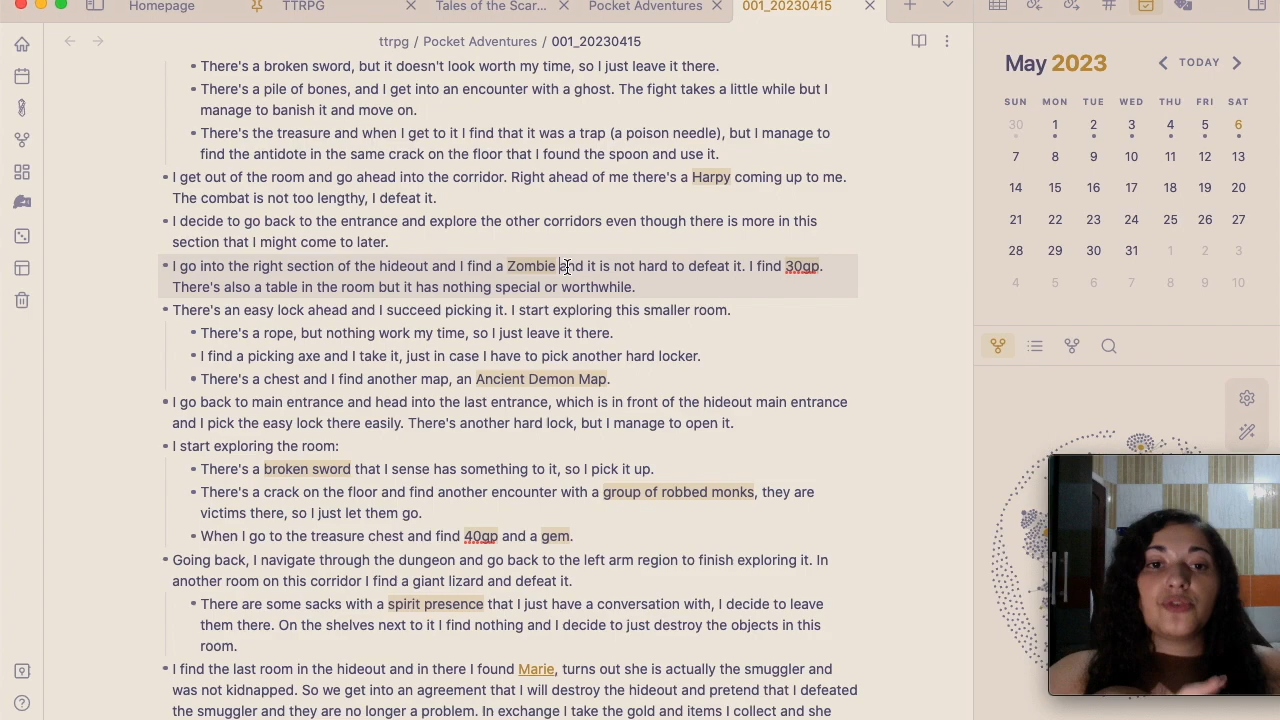 Homepage
TTRPG
Tales of the Scar...
Pocket Adventures
001_20230415
ttrpg / Pocket Adventures / 001_20230415
There's a broken sword, but it doesn't look worth my time, so I just leave it there.
There's a pile of bones, and I get into an encounter with a ghost. The fight takes a little while but I
manage to banish it and move on.
There's the treasure and when I get to it I find that it was a trap (a poison needle), but I manage to
find the antidote in the same crack on the floor that I found the spoon and use it.
I get out of the room and go ahead into the corridor. Right ahead of me there's a Harpy coming up to me.
The combat is not too lengthy, I defeat it.
I decide to go back to the entrance and explore the other corridors even though there is more in this
section that I might come to later.
I go into the right section of the hideout and I find a Zombie and it is not hard to defeat it. I find 30gp.
There's also a table in the room but it has nothing special or worthwhile.
There's an easy lock ahead and I succeed picking it. I start exploring this smaller room.
There's a rope, but nothing work my time, so I just leave it there.
I find a picking axe and I take it, just in case I have to pick another hard locker.
There's a chest and I find another map, an Ancient Demon Map.
I go back to main entrance and head into the last entrance, which is in front of the hideout main entrance
and I pick the easy lock there easily. There's another hard lock, but I manage to open it.
I start exploring the room:
There's a broken sword that I sense has something to it, so I pick it up.
There's a crack on the floor and find another encounter with a group of robbed monks, they are
victims there, so I just let them go.
When I go to the treasure chest and find 40gp and a gem.
Going back, I navigate through the dungeon and go back to the left arm region to finish exploring it. In
another room on this corridor I find a giant lizard and defeat it.
There are some sacks with a spirit presence that I just have a conversation with, I decide to leave
them there. On the shelves next to it I find nothing and I decide to just destroy the objects in this
room.
I find the last room in the hideout and in there I found Marie, turns out she is actually the smuggler and
was not kidnapped. So we get into an agreement that I will destroy the hideout and pretend that I defeated
the smuggler and they are no longer a problem. In exchange I take the gold and items I collect and she
May 2023
TODAY
SUN MON TUE WED THU FRI SAT
30 1 2 3 4 5 6
7 8 9 10 11 12 13
14 15 16 17 18 19 20
21 22 23 24 25 26 27
28 29 30 31 1 2 3
4 5 6 7 8 9 10